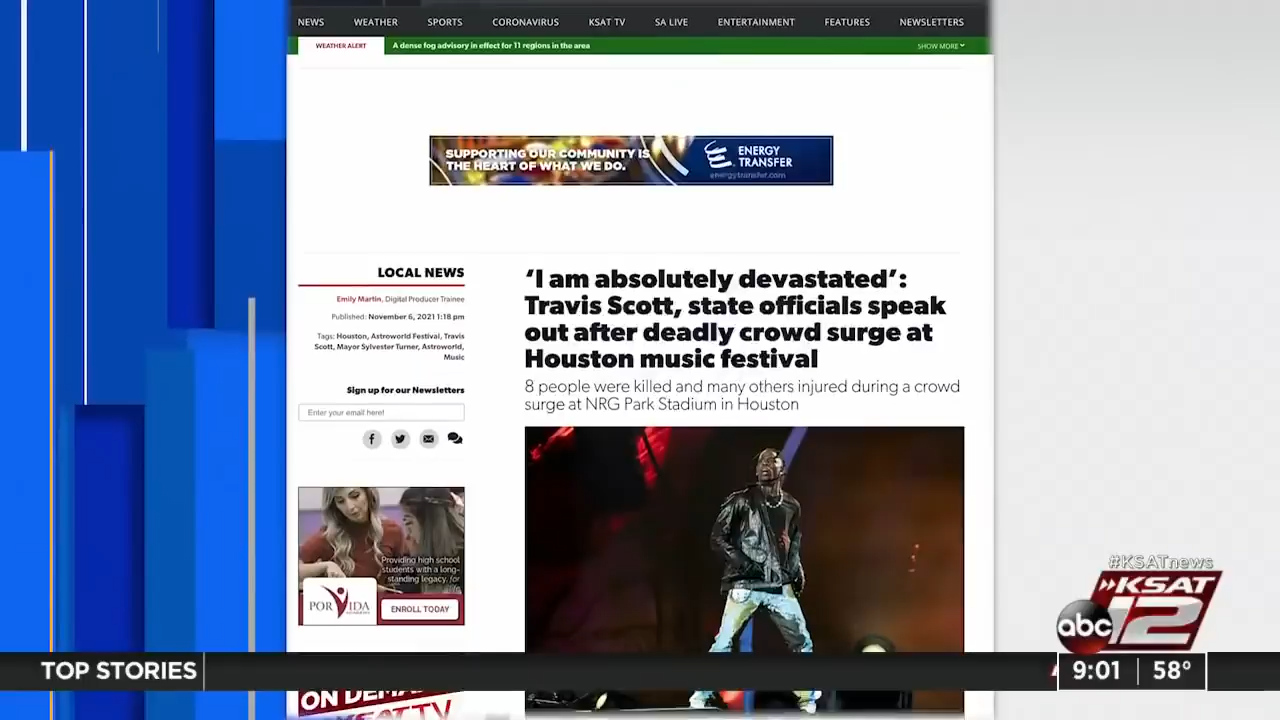 NEWS WEATHER SPORTS CORONAVIRUS KSAT TV SA LIVE ENTERTAINMENT FEATURES NEWSLETTERS
WEATHER ALERT A dense fog advisory in effect for 11 regions in the area SHOW MORE
SUPPORTING OUR COMMUNITY IS
THE HEART OF WHAT WE DO.
ENERGY
TRANSFER
energytransfer.com
LOCAL NEWS
Emily Martin, Digital Producer Trainee
Published: November 6, 2021 1:18 pm
Tags: Houston, Astroworld Festival, Travis
Scott, Mayor Sylvester Turner, Astroworld,
Music
Sign up for our Newsletters
Enter your email here!
‘I am absolutely devastated’:
Travis Scott, state officials speak
out after deadly crowd surge at
Houston music festival
8 people were killed and many others injured during a crowd
surge at NRG Park Stadium in Houston
Providing high school
students with a long-
standing legacy, for
POR VIDA
ENROLL TODAY
#KSATnews
KSAT
abc 12
TOP STORIES
9:01 58°